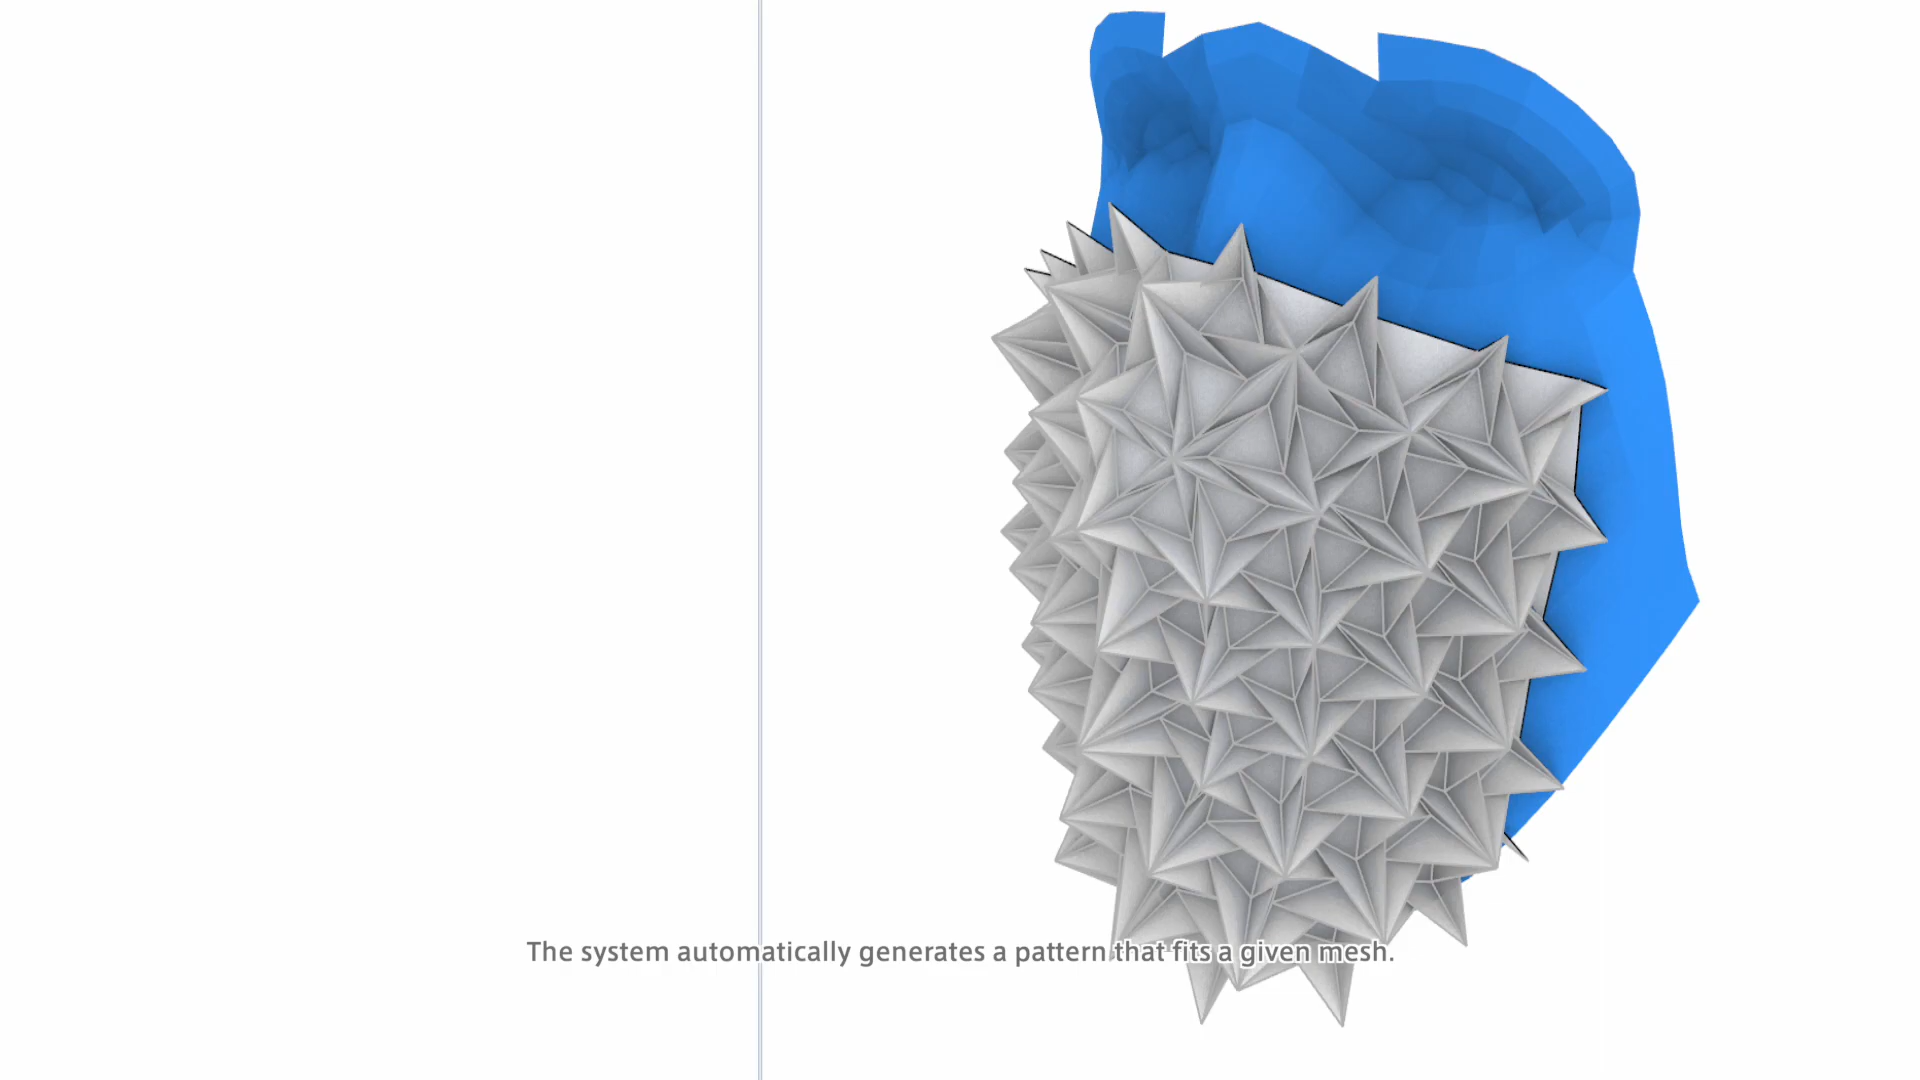 The system automatically generates a pattern that fits a given mesh.